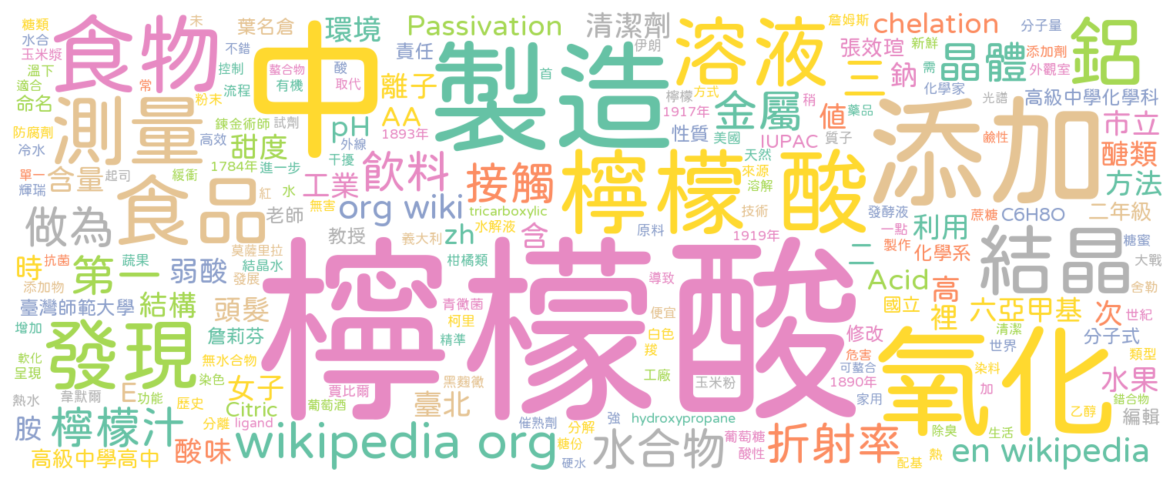 糖類
未
葉名倉
環境
Passivation
清潔劑
詹姆斯
chelation
分子量
水合
食物
中
製造
溶液
鋁
玉米漿
不錯
責任
伊朗
張效瑄
新鮮
添加劑
溫下
控制
螯合物
酸
離子
首
三
鈉
晶體
外觀室
適合
常
有機
取代
檸檬
方式
需
化學家
命名
粉末
流程
AA
1917年
稍
藥品
值
光譜
高級中學化學科
測量
鍊金術師
試劑
1893年
pH
金屬
添加
防腐劑
高效
外線
性質
美國
IUPAC
質子
鹼性
市立
冷水
1784年
甜度
干擾
天然
醣類
單一
含量
起司
緩衝
進一步
工業
飲料
接觸
檸檬 酸
來源
溶解
方法
輝瑞
食品
紅
水
無害
org wiki
tricarboxylic
技術
發酵液
蔗糖
C6H8O
二年級
做為
老師
教授
義大利
zh
水解液
含
原料
1919年
一點
利用
製作
化學系
結晶
糖蜜
大戰
時
抗菌
蔬果
莫薩里拉
結晶水
檸檬酸
柑橘類
二
第一
弱酸
發展
導致
Acid
高
舍勒
添加物
臺灣師範大學
結構
頭髮
青黴菌
便宜
國立
裡
六亞甲基
次
世紀
增加
發現
詹莉芬
柯里
白色
修改
清潔
分子式
軟化
無水合物
精準
羧
危害
氧化
世界
類型
呈現
染色
女子
賈比爾
黑麴黴
工廠
玉米粉
可螯合
染料
水果
韋默爾
E
功能
臺北
1890年
加
錯合物
熱水
歷史
Citric
葡萄酒
家用
乙醇
編輯
胺
檸檬汁
分離
ligand
wikipedia org
催熱劑
強
hydroxypropane
葡萄糖
折射率
除臭
生活
高級中學高中
酸味
糖份
分解
硬水
水合物
酸性
配基
熱
en wikipedia